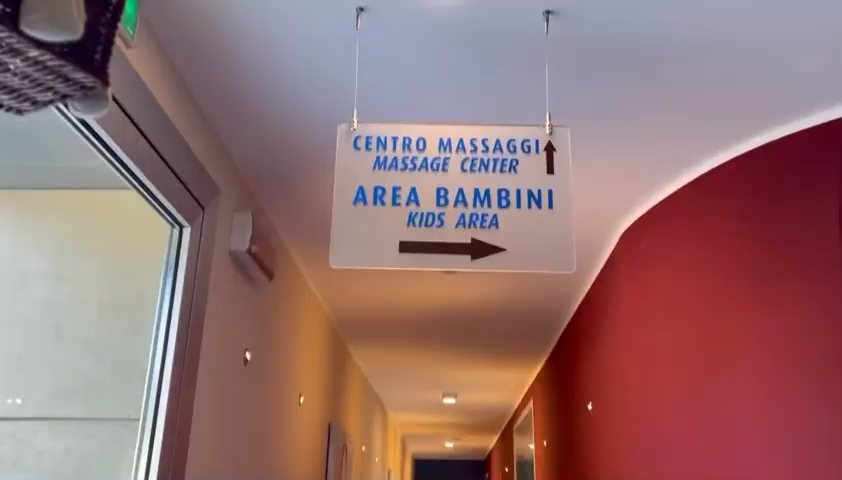 CENTRO MASSAGGI
MASSAGE CENTER
AREA BAMBINI
KIDS AREA